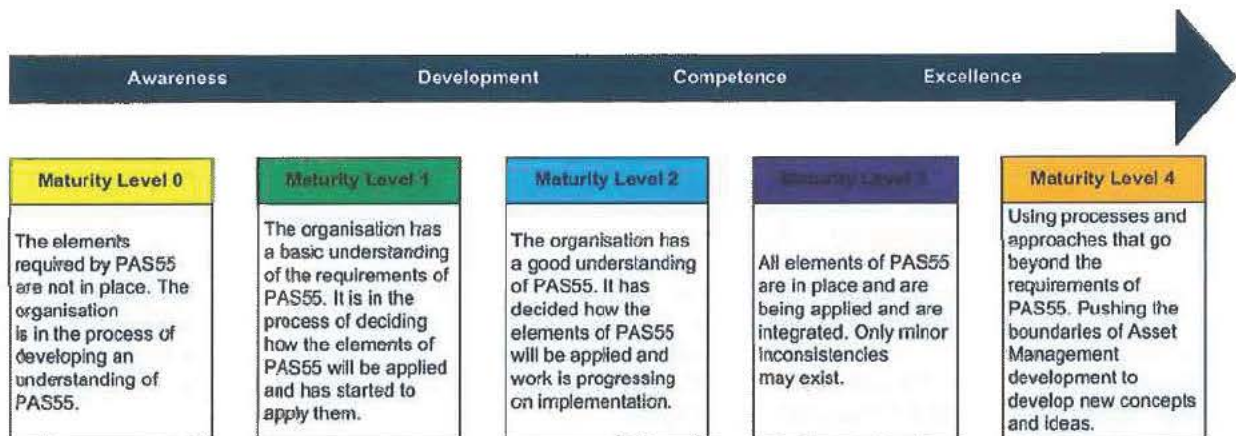 Awareness Development Competence Excellence
Maturity Level 0
The elements
required by PAS55
are not in place. The
organisation
is in the process of
developing an
understanding of
PAS55.
Maturity Level 1
The organisation has
a basic understanding
of the requirements of
PAS55. It is in the
process of deciding
how the elements of
PAS55 will be applied
and has started to
apply them.
Maturity Level 2
The organisation has
a good understanding
of PAS55. It has
decided how the
elements of PAS55
will be applied and
work is progressing
on implementation.
Maturity Level 3
All elements of PAS55
are in place and are
being applied and are
integrated. Only minor
inconsistencies
may exist.
Maturity Level 4
Using processes and
approaches that go
beyond the
requirements of
PAS55. Pushing the
boundaries of Asset
Management
development to
develop new concepts
and ideas.